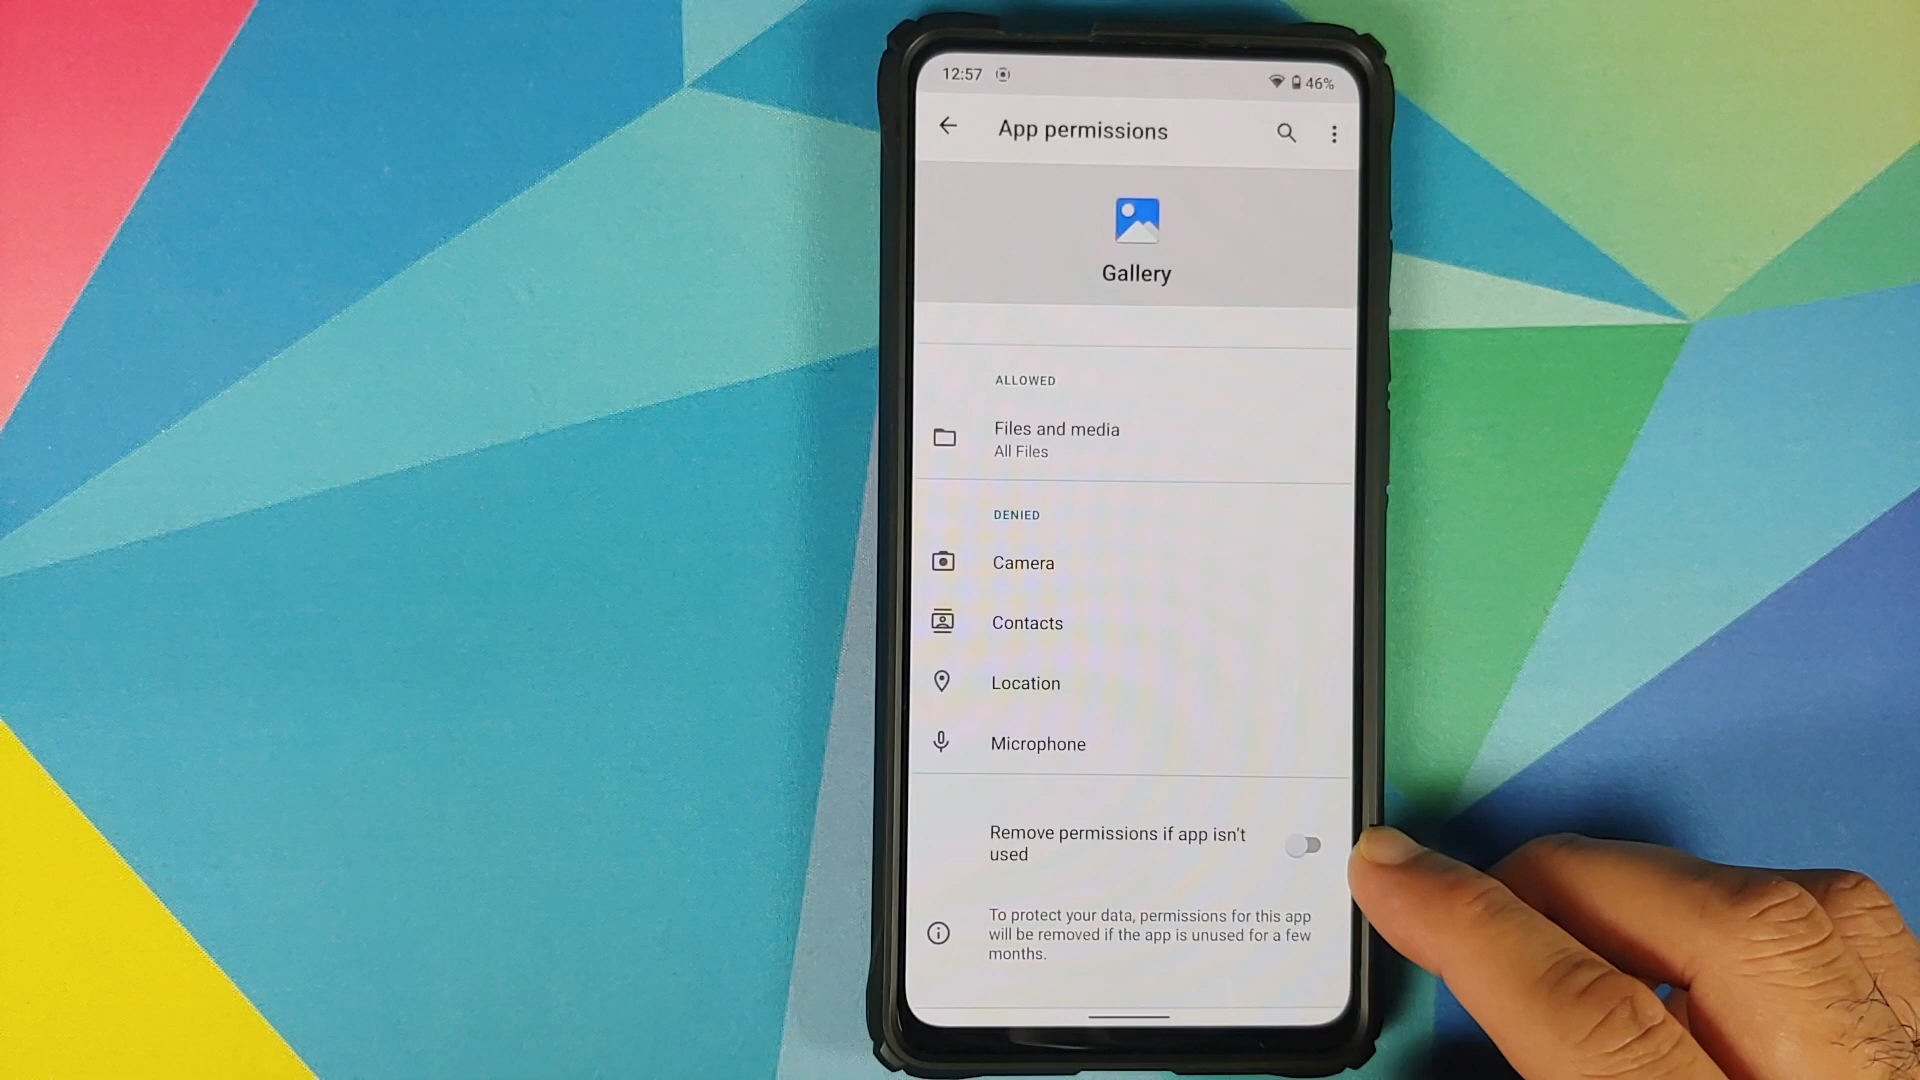 12:57
46%
App permissions
Gallery
ALLOWED
Files and media
All Files
DENIED
Camera
Contacts
Location
Microphone
Remove permissions if app isn't
used
To protect your data, permissions for this app
will be removed if the app is unused for a few
months.